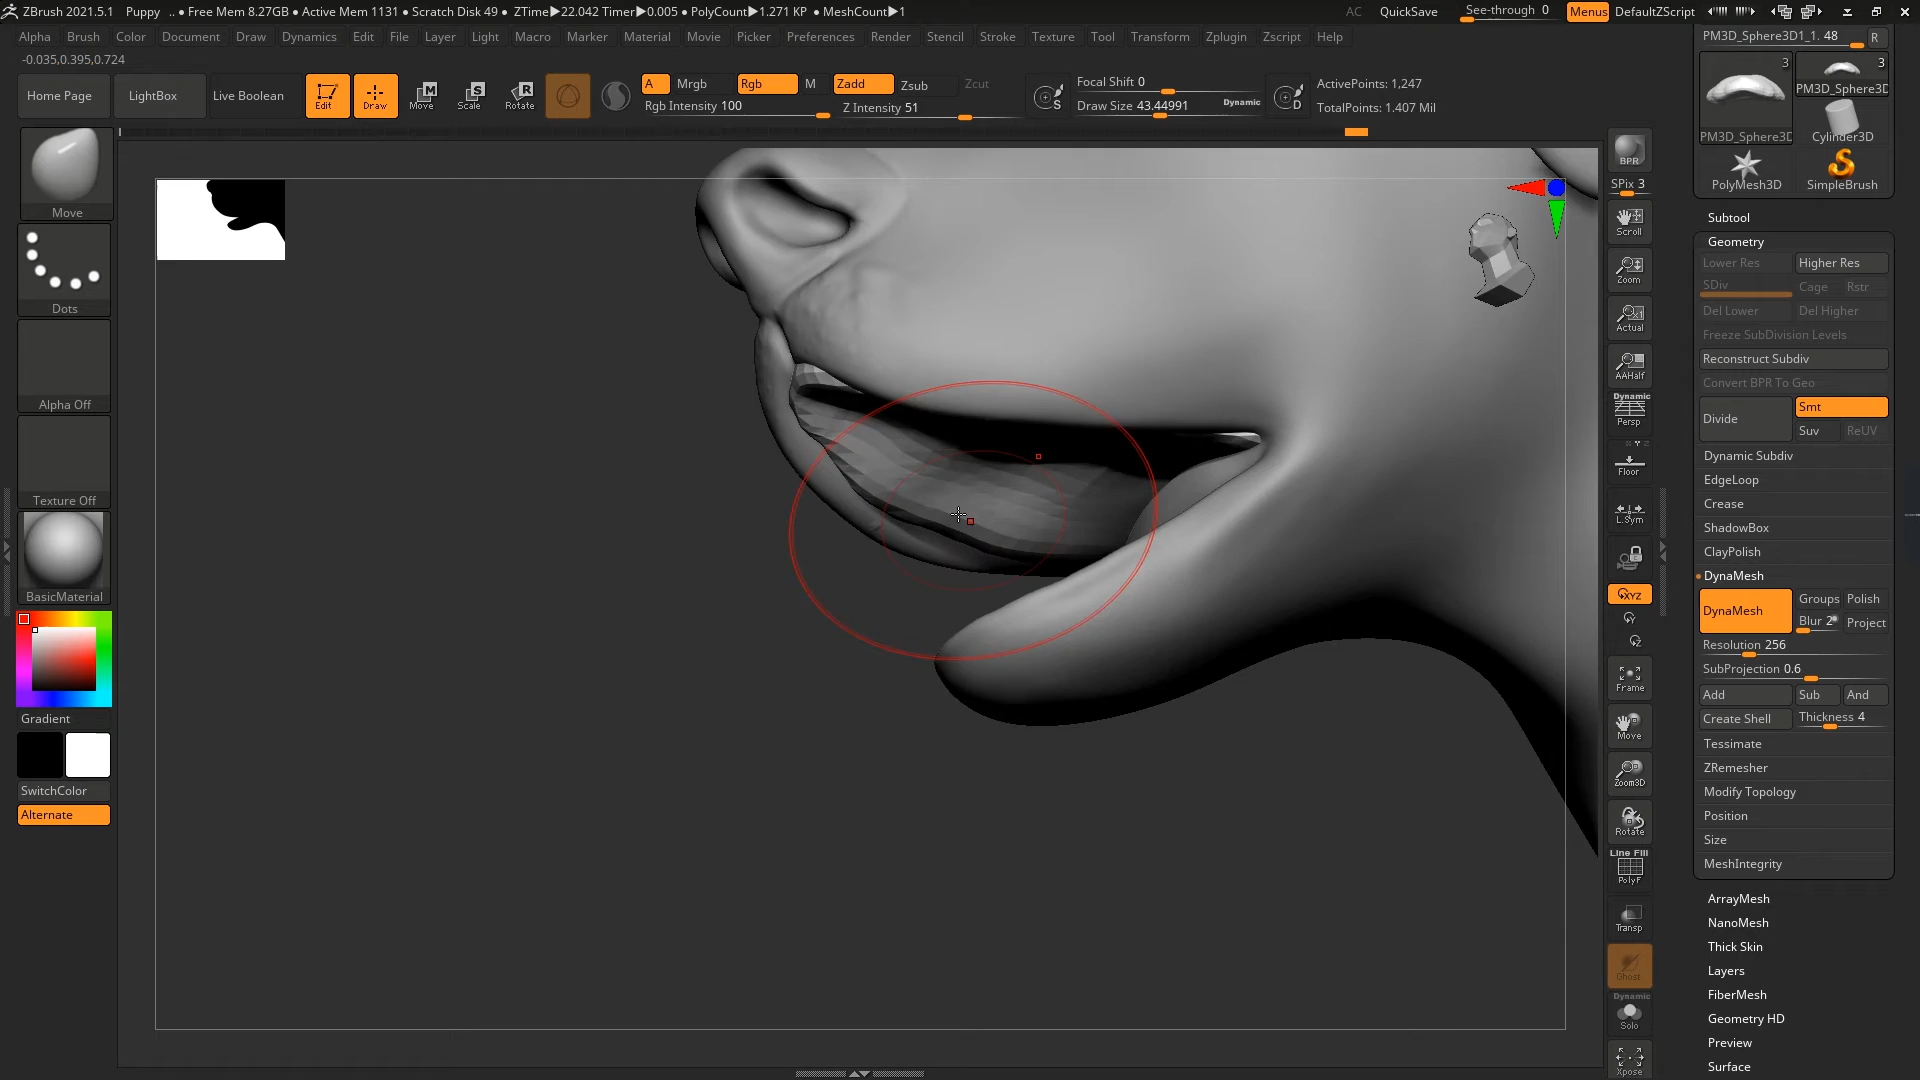 ZBrush 2021.5.1 Puppy .. ● Free Mem 8.27GB ● Active Mem 1131 ● Scratch Disk 49 ● ZTime▶22.042 Timer▶0.005 ● PolyCount▶1.271 KP ● MeshCount▶1 AC QuickSave See-through 0 Menus DefaultZScript
Alpha Brush Color Document Draw Dynamics Edit File Layer Light Macro Marker Material Movie Picker Preferences Render Stencil Stroke Texture Tool Transform Zplugin Zscript Help
-0.035,0.395,0.724
Home Page LightBox Live Boolean Edit Draw Move Scale Rotate
A Mrgb Rgb M Zadd Zsub Zcut
Rgb Intensity 100 Z Intensity 51
Focal Shift 0
Draw Size 43.44991 Dynamic
ActivePoints: 1,247
TotalPoints: 1.407 Mil
Move
Dots
Alpha Off
Texture Off
BasicMaterial
Gradient
SwitchColor
Alternate
BPR
SPix 3
Scroll
Zoom
Actual
AAHalf
Dynamic
Persp
Floor
L.Sym
XYZ
Frame
Move
Zoom3D
Rotate
Line Fill
PolyF
Transp
Ghost
Dynamic
Solo
Xpose
PM3D_Sphere3D1_1. 48 R
3 3
PM3D_Sphere3D
PM3D_Sphere3D Cylinder3D
PolyMesh3D SimpleBrush
Subtool
Geometry
Lower Res Higher Res
SDiv Cage Rstr
Del Lower Del Higher
Freeze SubDivision Levels
Reconstruct Subdiv
Convert BPR To Geo
Divide Smt
Suv ReUV
Dynamic Subdiv
EdgeLoop
Crease
ShadowBox
ClayPolish
DynaMesh
DynaMesh Groups Polish
Blur 2 Project
Resolution 256
SubProjection 0.6
Add Sub And
Create Shell Thickness 4
Tessimate
ZRemesher
Modify Topology
Position
Size
MeshIntegrity
ArrayMesh
NanoMesh
Thick Skin
Layers
FiberMesh
Geometry HD
Preview
Surface